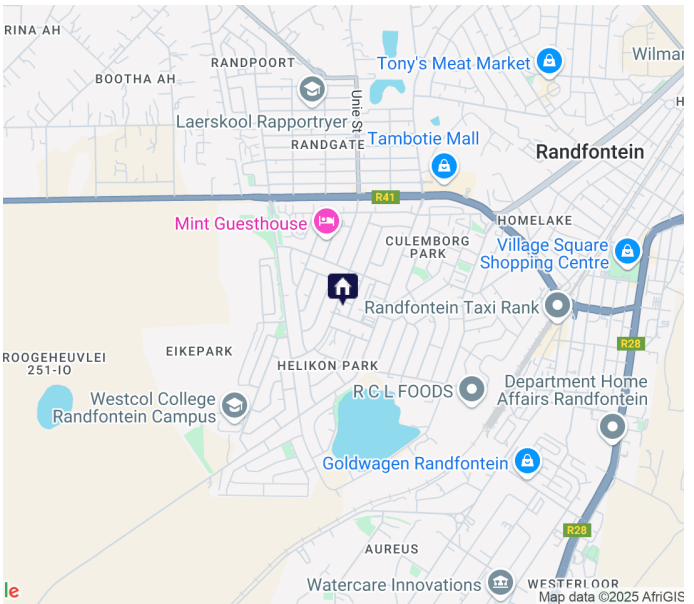 RINA AH
BOOTHA AH
RANDPOORT
Tony's Meat Market
Wilmar
Laerskool Rapportryer
Unie St
RANDGATE
Tambotie Mall
Randfontein
R41
Mint Guesthouse
HOMELAKE
CULEMBORG
PARK
Village Square
Shopping Centre
Randfontein Taxi Rank
R28
ROOGEHEUVLEI
251-IO
EIKEPARK
HELIKON PARK
Westcol College
Randfontein Campus
R C L FOODS
Department Home
Affairs Randfontein
Goldwagen Randfontein
R28
AUREUS
Watercare Innovations
WESTERLOOR
le
Map data ©2025 AfriGIS